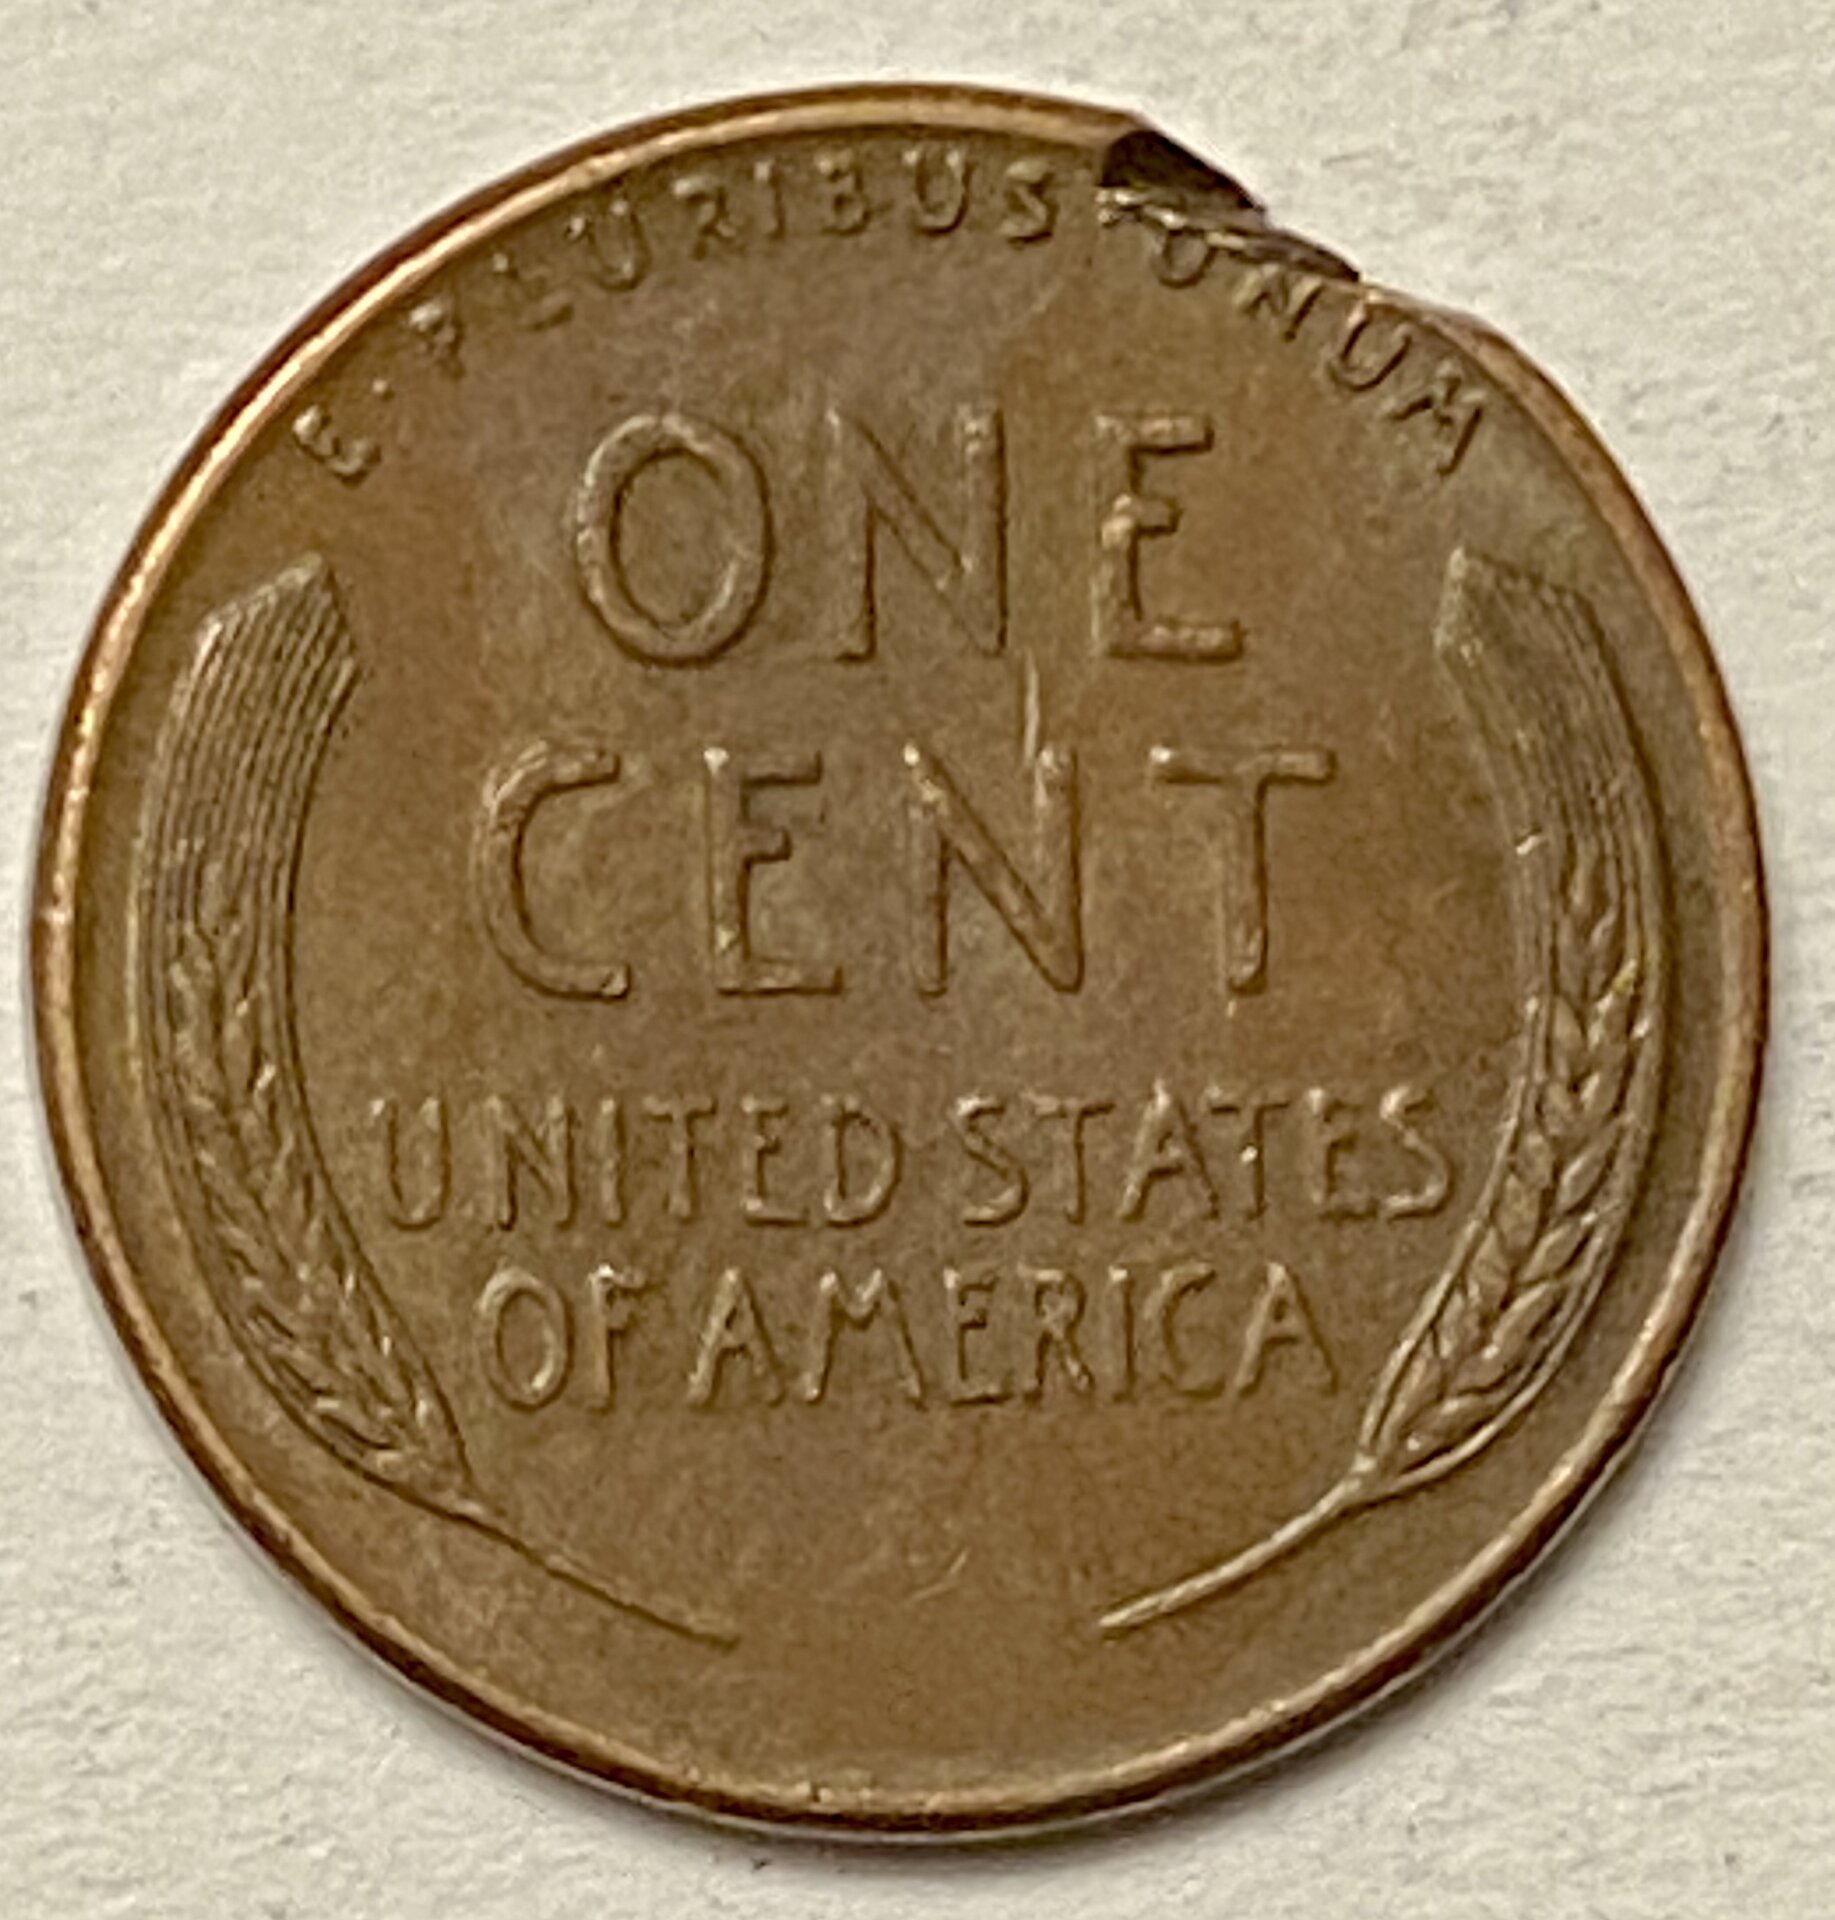 E·PLURIBUS·UNUM
ONE
CENT
UNITED STATES
OF AMERICA